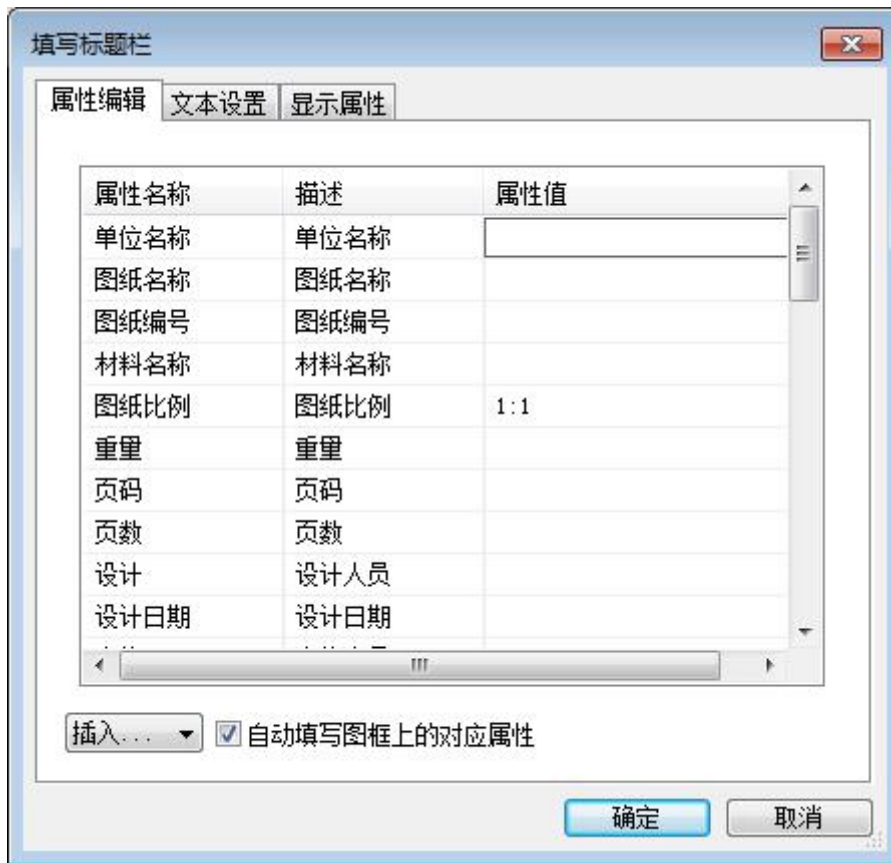 填写标题栏
属性编辑 文本设置 显示属性
属性名称 描述 属性值
单位名称 单位名称
图纸名称 图纸名称
图纸编号 图纸编号
材料名称 材料名称
图纸比例 图纸比例 1:1
重量 重量
页码 页码
页数 页数
设计 设计人员
设计日期 设计日期
插入... 自动填写图框上的对应属性
确定 取消